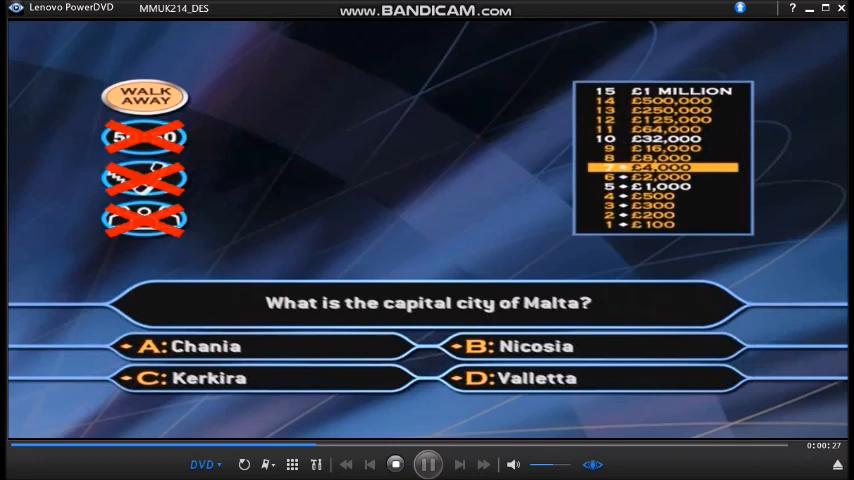 Lenovo PowerDVD
MMUK214_DES
www.BANDICAM.com
WALK
AWAY
15 £1 MILLION
14 £500,000
13 £250,000
12 £125,000
11 £64,000
10 £32,000
9 £16,000
8 £8,000
7 £4,000
6 £2,000
5 £1,000
4 £500
3 £300
2 £200
1 £100
What is the capital city of Malta?
A: Chania
B: Nicosia
C: Kerkira
D: Valletta
0:00:27
DVD